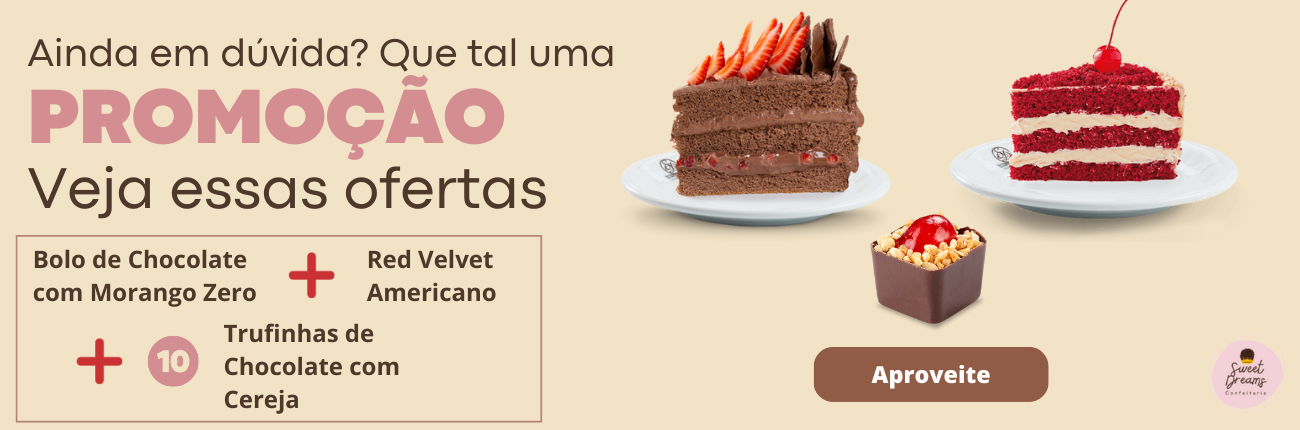 Ainda em dúvida? Que tal uma
PROMOÇÃO
Veja essas ofertas
Bolo de Chocolate
com Morango Zero
+
Red Velvet
Americano
+
10
Trufinhas de
Chocolate com
Cereja
Aproveite
Sweet
Dreams
Confeitaria